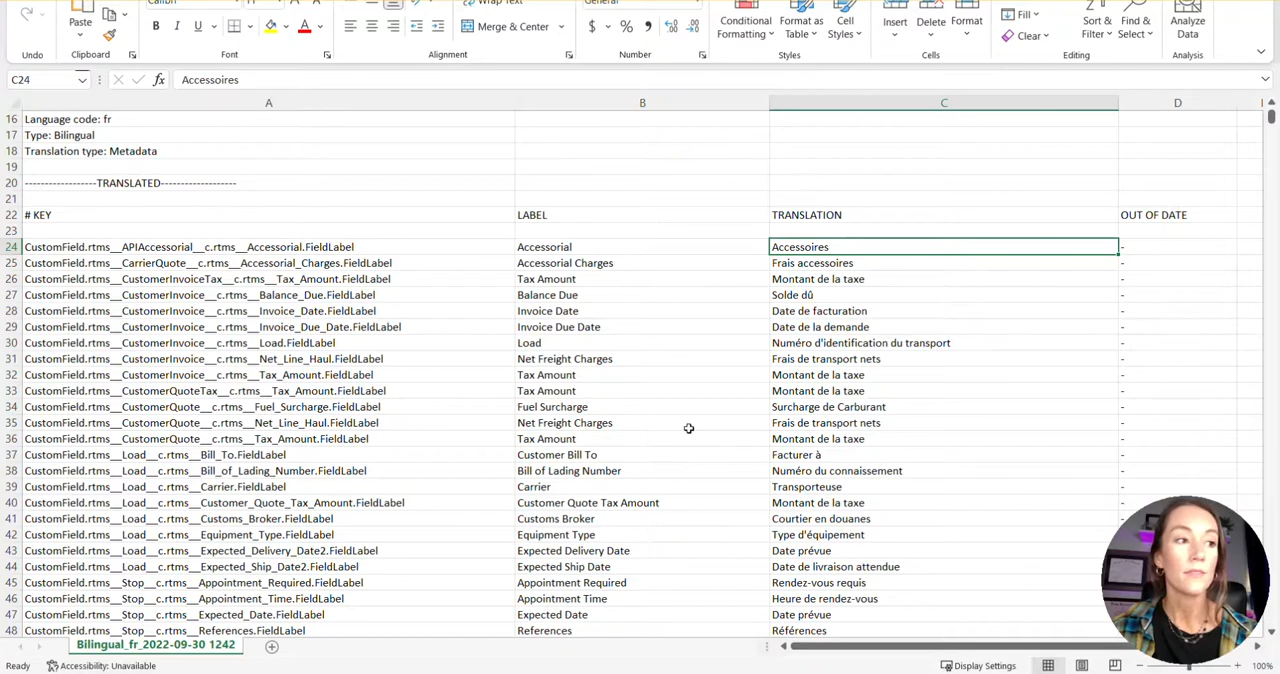 Calibri
General
Wrap Text
Paste
B I U
A
Merge & Center
$ % ,
Conditional Formatting
Format as Table
Cell Styles
Insert
Delete
Format
Fill
Clear
Sort & Filter
Find & Select
Analyze Data
Undo
Clipboard
Font
Alignment
Number
Styles
Cells
Editing
Analysis
C24
fx
Accessoires
A B C D
16 Language code: fr
17 Type: Bilingual
18 Translation type: Metadata
19
20 ------------------TRANSLATED-------------------
21
22 # KEY LABEL TRANSLATION OUT OF DATE
23
24 CustomField.rtms__APIAccessorial__c.rtms__Accessorial.FieldLabel Accessorial Accessoires -
25 CustomField.rtms__CarrierQuote__c.rtms__Accessorial_Charges.FieldLabel Accessorial Charges Frais accessoires -
26 CustomField.rtms__CustomerInvoiceTax__c.rtms__Tax_Amount.FieldLabel Tax Amount Montant de la taxe -
27 CustomField.rtms__CustomerInvoice__c.rtms__Balance_Due.FieldLabel Balance Due Solde dû -
28 CustomField.rtms__CustomerInvoice__c.rtms__Invoice_Date.FieldLabel Invoice Date Date de facturation -
29 CustomField.rtms__CustomerInvoice__c.rtms__Invoice_Due_Date.FieldLabel Invoice Due Date Date de la demande -
30 CustomField.rtms__CustomerInvoice__c.rtms__Load.FieldLabel Load Numéro d'identification du transport -
31 CustomField.rtms__CustomerInvoice__c.rtms__Net_Line_Haul.FieldLabel Net Freight Charges Frais de transport nets -
32 CustomField.rtms__CustomerInvoice__c.rtms__Tax_Amount.FieldLabel Tax Amount Montant de la taxe -
33 CustomField.rtms__CustomerQuoteTax__c.rtms__Tax_Amount.FieldLabel Tax Amount Montant de la taxe -
34 CustomField.rtms__CustomerQuote__c.rtms__Fuel_Surcharge.FieldLabel Fuel Surcharge Surcharge de Carburant -
35 CustomField.rtms__CustomerQuote__c.rtms__Net_Line_Haul.FieldLabel Net Freight Charges Frais de transport nets -
36 CustomField.rtms__CustomerQuote__c.rtms__Tax_Amount.FieldLabel Tax Amount Montant de la taxe -
37 CustomField.rtms__Load__c.rtms__Bill_To.FieldLabel Customer Bill To Facturer à -
38 CustomField.rtms__Load__c.rtms__Bill_of_Lading_Number.FieldLabel Bill of Lading Number Numéro du connaissement -
39 CustomField.rtms__Load__c.rtms__Carrier.FieldLabel Carrier Transporteuse -
40 CustomField.rtms__Load__c.rtms__Customer_Quote_Tax_Amount.FieldLabel Customer Quote Tax Amount Montant de la taxe -
41 CustomField.rtms__Load__c.rtms__Customs_Broker.FieldLabel Customs Broker Courtier en douanes -
42 CustomField.rtms__Load__c.rtms__Equipment_Type.FieldLabel Equipment Type Type d'équipement -
43 CustomField.rtms__Load__c.rtms__Expected_Delivery_Date2.FieldLabel Expected Delivery Date Date prévue -
44 CustomField.rtms__Load__c.rtms__Expected_Ship_Date2.FieldLabel Expected Ship Date Date de livraison attendue -
45 CustomField.rtms__Stop__c.rtms__Appointment_Required.FieldLabel Appointment Required Rendez-vous requis
46 CustomField.rtms__Stop__c.rtms__Appointment_Time.FieldLabel Appointment Time Heure de rendez-vous
47 CustomField.rtms__Stop__c.rtms__Expected_Date.FieldLabel Expected Date Date prévue
48 CustomField.rtms__Stop__c.rtms__References.FieldLabel References Références
Bilingual_fr_2022-09-30 1242
Ready
Accessibility: Unavailable
Display Settings
100%